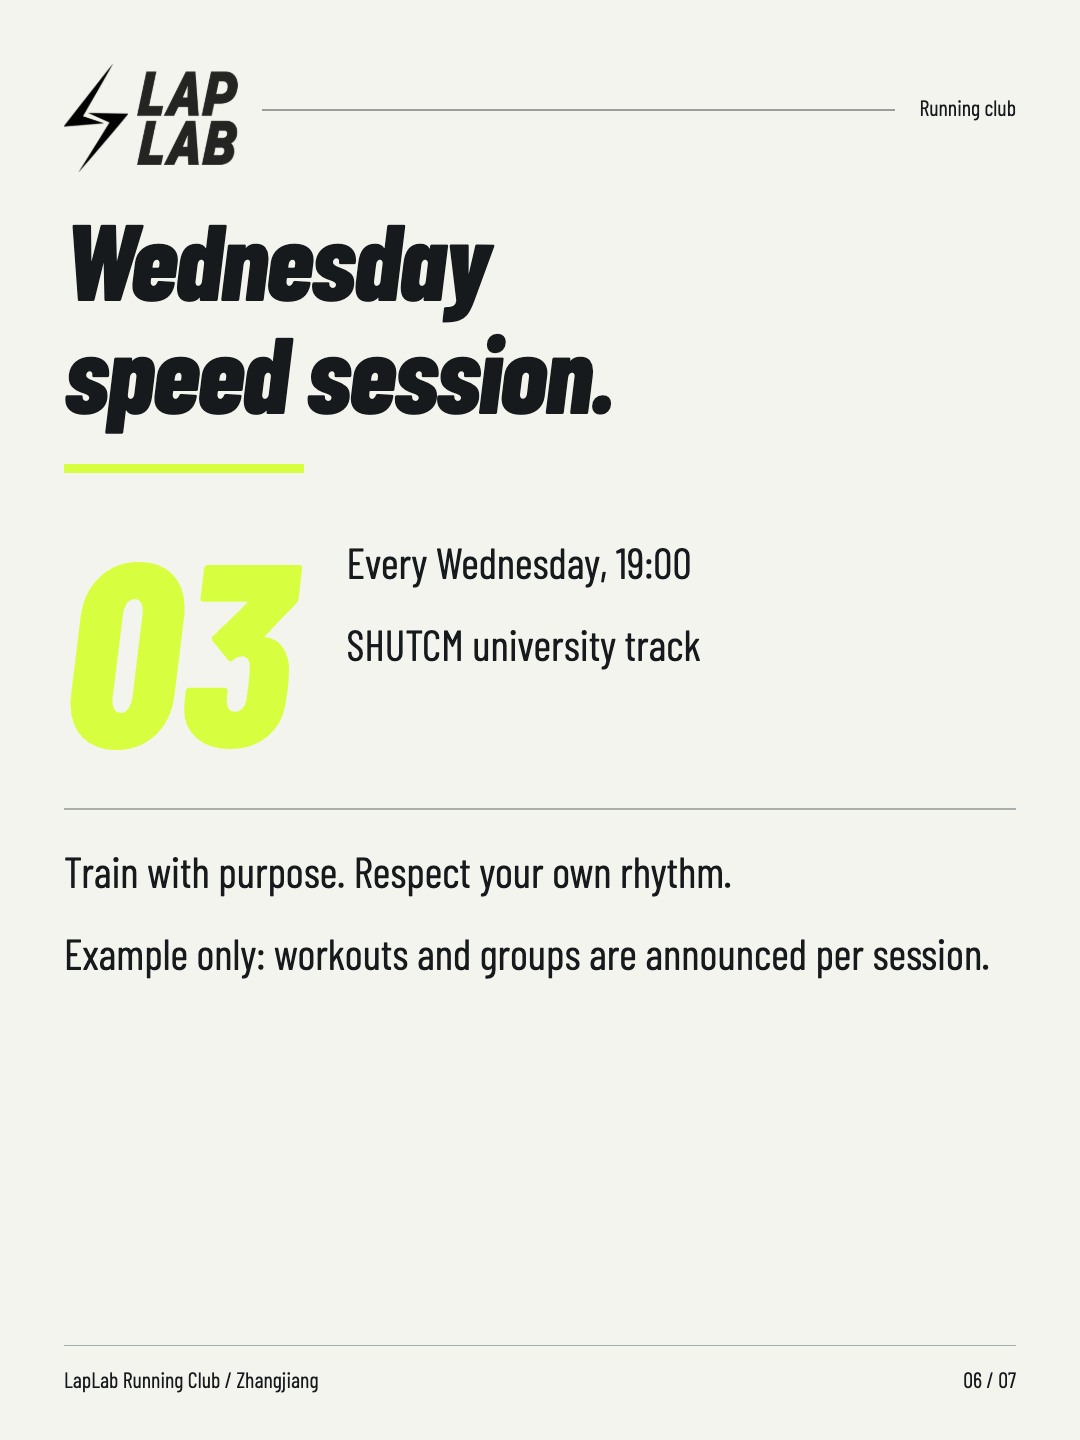 LAP
LAB
Running club
Wednesday
speed session.
03
Every Wednesday, 19:00
SHUTCM university track
Train with purpose. Respect your own rhythm.
Example only: workouts and groups are announced per session.
LapLab Running Club / Zhangjiang
06 / 07